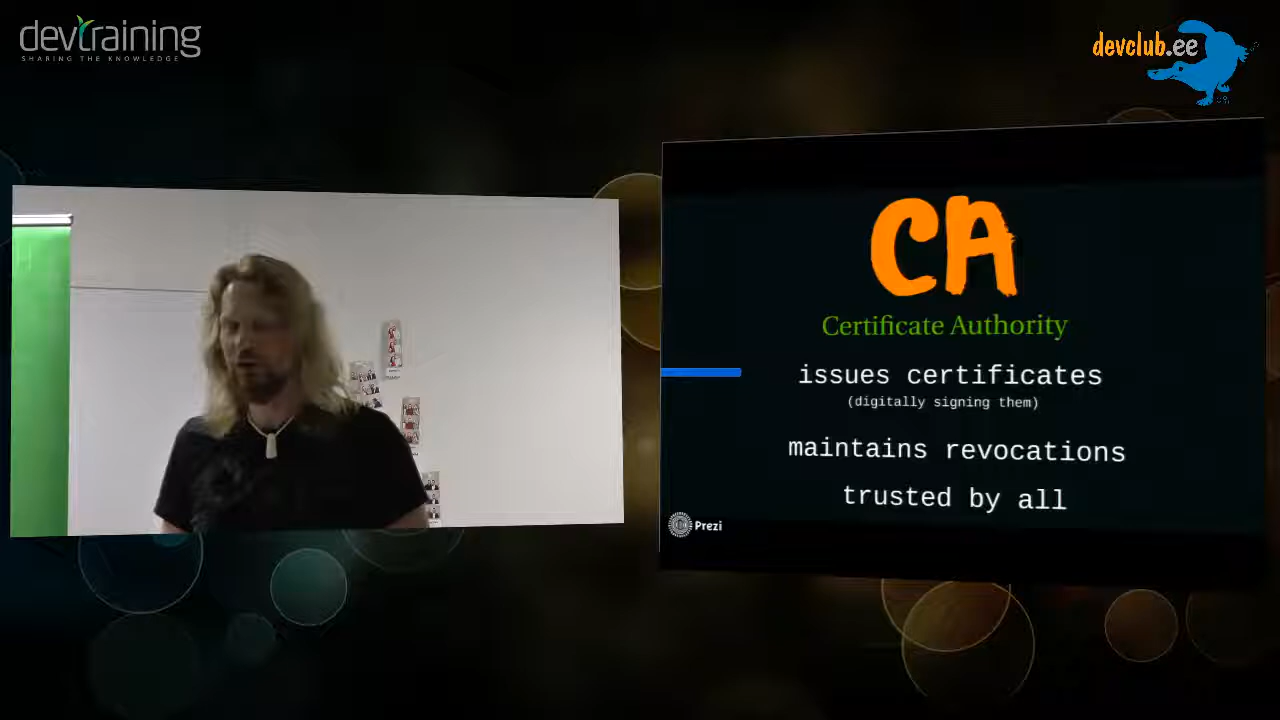 devtraining
SHARING THE KNOWLEDGE
devclub.ee
CA
Certificate Authority
issues certificates
(digitally signing them)
maintains revocations
trusted by all
Prezi